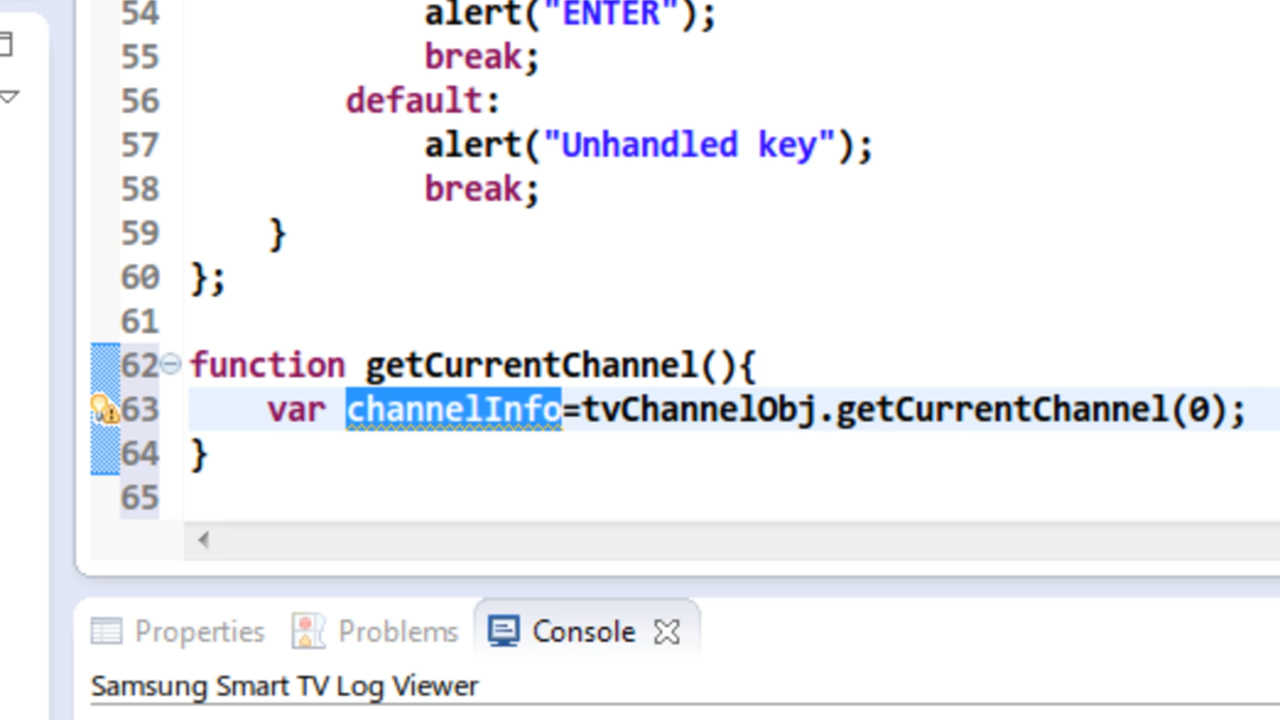 54 alert("ENTER");
55 break;
56 default:
57 alert("Unhandled key");
58 break;
59 }
60 };
61
62 function getCurrentChannel(){
63 var channelInfo=tvChannelObj.getCurrentChannel(0);
64 }
65
Properties Problems Console
Samsung Smart TV Log Viewer